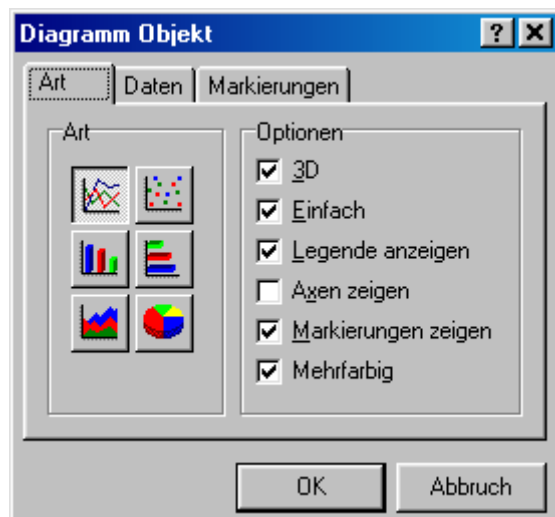 Diagramm Objekt
Art Daten Markierungen
Art
Optionen
3D
Einfach
Legende anzeigen
Axen zeigen
Markierungen zeigen
Mehrfarbig
OK Abbruch